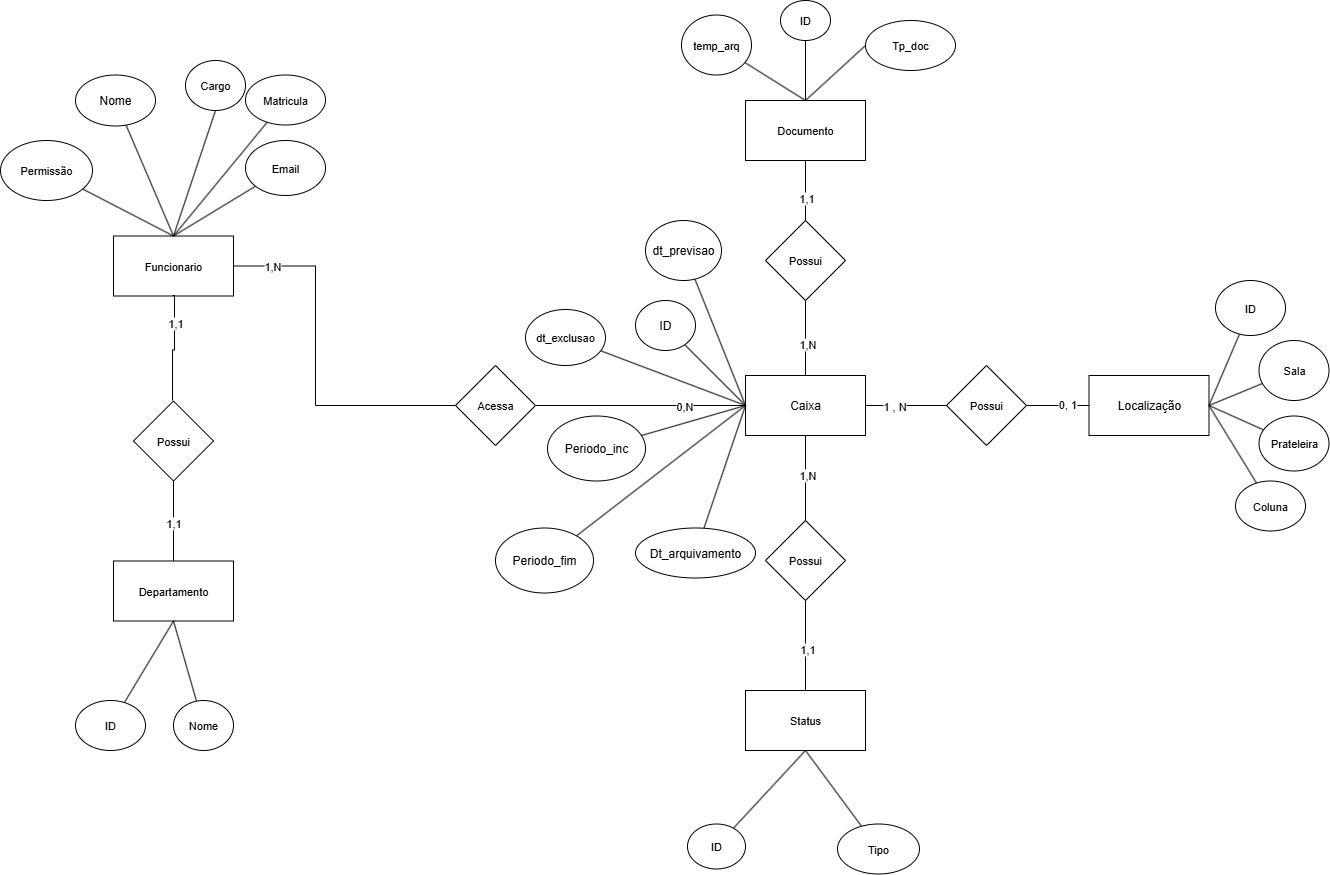 ID
temp_arq
Tp_doc
Documento
1,1
Possui
1,N
Nome
Cargo
Matricula
Permissão
Email
Funcionario
1,N
1,1
Possui
1,1
Departamento
ID
Nome
Acessa
0,N
dt_previsao
ID
dt_exclusao
Periodo_inc
Periodo_fim
Dt_arquivamento
Caixa
1 , N
Possui
0, 1
Localização
ID
Sala
Prateleira
Coluna
1,N
Possui
1,1
Status
ID
Tipo